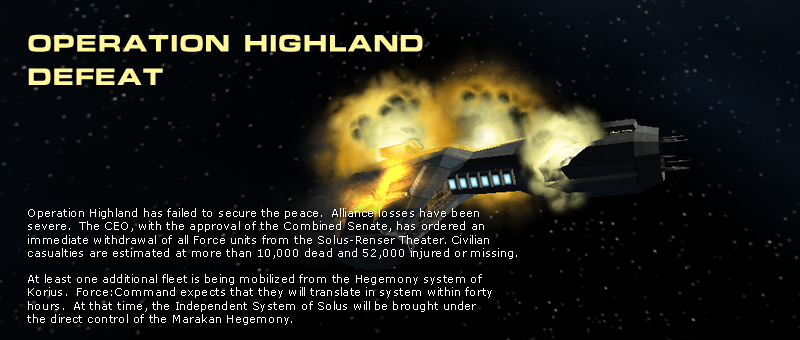 OPERATION HIGHLAND
DEFEAT
Operation Highland has failed to secure the peace. Alliance losses have been
severe. The CEO, with the approval of the Combined Senate, has ordered an
immediate withdrawal of all Force units from the Solus-Renser Theater. Civilian
casualties are estimated at more than 10,000 dead and 52,000 injured or missing.
At least one additional fleet is being mobilized from the Hegemony system of
Korius. Force:Command expects that they will translate in system within forty
hours. At that time, the Independent System of Solus will be brought under
the direct control of the Marakan Hegemony.